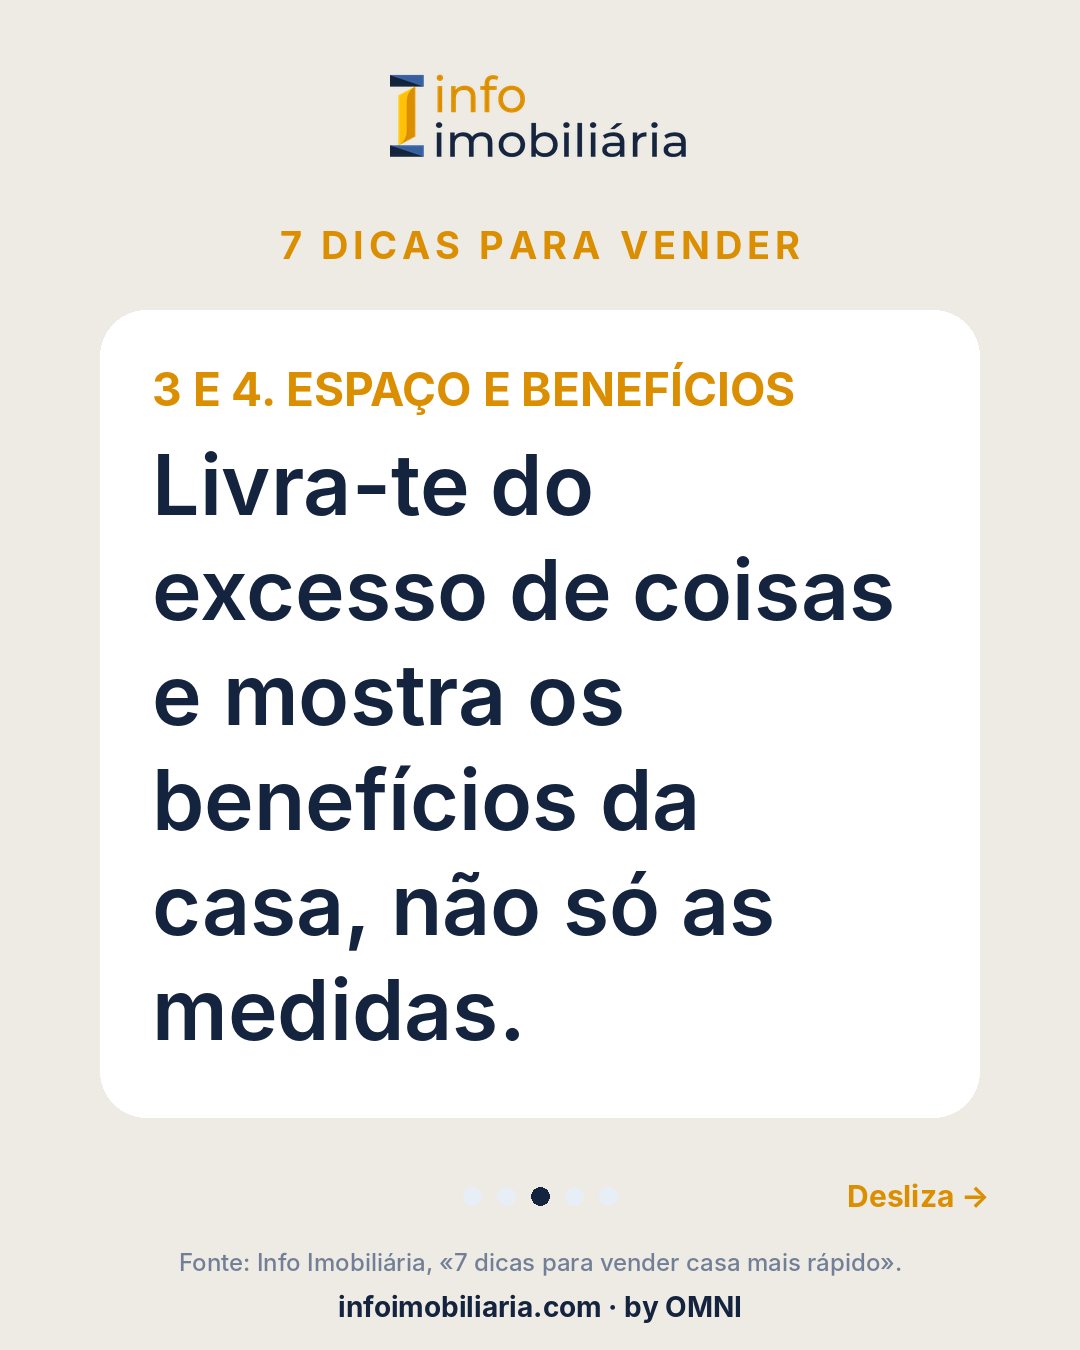 info
imobiliária
7 DICAS PARA VENDER
3 E 4. ESPAÇO E BENEFÍCIOS
Livra-te do
excesso de coisas
e mostra os
benefícios da
casa, não só as
medidas.
Desliza →
Fonte: Info Imobiliária, «7 dicas para vender casa mais rápido».
infoimobiliaria.com · by OMNI